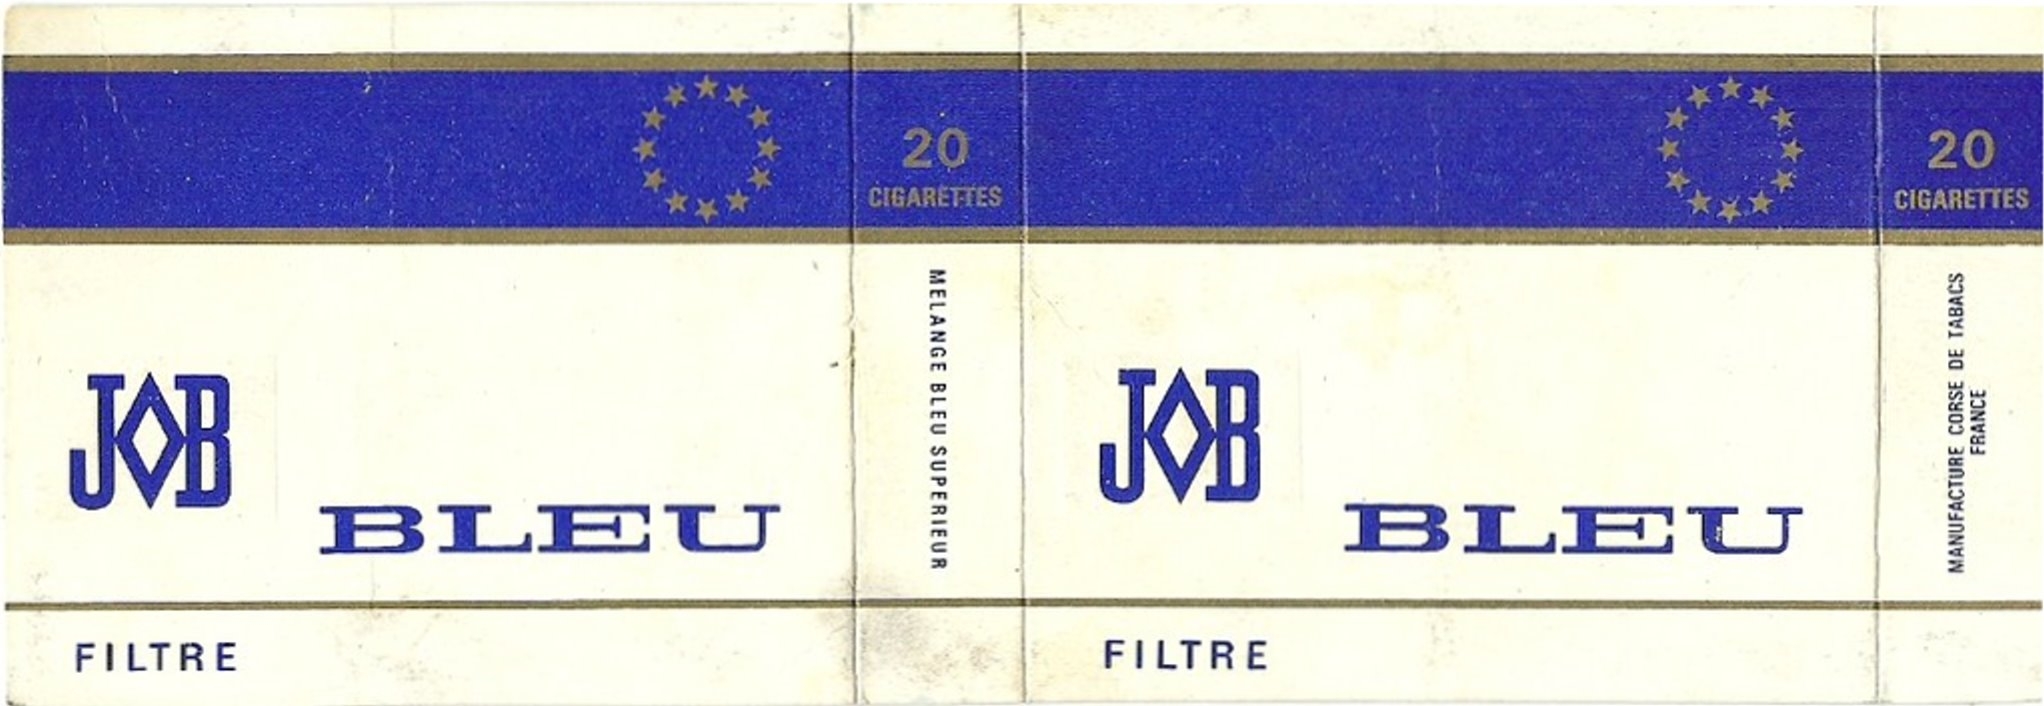 20
CIGARETTES
JOB
BLEU
MELANGE BLEU SUPERIEUR
FILTRE
20
CIGARETTES
JOB
BLEU
MANUFACTURE CORSE DE TABACS
FRANCE
FILTRE